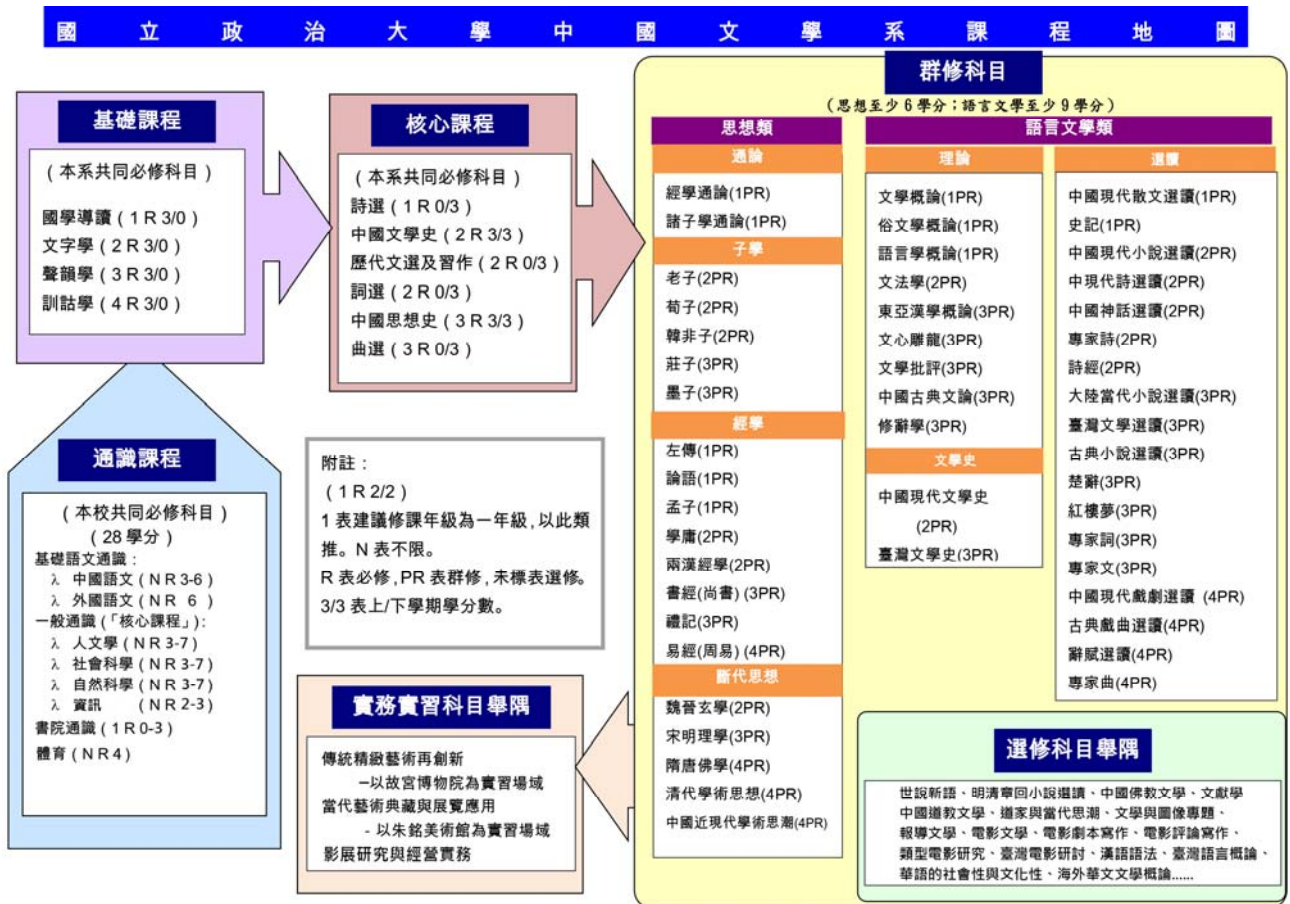 國立政治大學中國文學系課程地圖
基礎課程
(本系共同必修科目)
國學導讀(1 R 3/0)
文字學(2 R 3/0)
聲韻學(3 R 3/0)
訓詁學(4 R 3/0)
核心課程
(本系共同必修科目)
詩選(1 R 0/3)
中國文學史(2 R 3/3)
歷代文選及習作(2 R 0/3)
詞選(2 R 0/3)
中國思想史(3 R 3/3)
曲選(3 R 0/3)
通識課程
(本校共同必修科目)
(28 學分)
基礎語文通識:
λ 中國語文(N R 3-6)
λ 外國語文(N R 6 )
一般通識(「核心課程」):
λ 人文學(N R 3-7)
λ 社會科學(N R 3-7)
λ 自然科學(N R 3-7)
λ 資訊 (N R 2-3)
書院通識(1 R 0-3)
體育(N R 4)
附註:
(1 R 2/2)
1 表建議修課年級為一年級,以此類
推。N 表不限。
R 表必修,PR 表群修,未標表選修。
3/3 表上/下學期學分數。
實務實習科目舉隅
傳統精緻藝術再創新
–以故宮博物院為實習場域
當代藝術典藏與展覽應用
- 以朱銘美術館為實習場域
影展研究與經營實務
群修科目
(思想至少 6 學分;語言文學至少 9 學分)
思想類
通論
經學通論(1PR)
諸子學通論(1PR)
子學
老子(2PR)
荀子(2PR)
韓非子(2PR)
莊子(3PR)
墨子(3PR)
經學
左傳(1PR)
論語(1PR)
孟子(1PR)
學庸(2PR)
兩漢經學(2PR)
書經(尚書) (3PR)
禮記(3PR)
易經(周易) (4PR)
斷代思想
魏晉玄學(2PR)
宋明理學(3PR)
隋唐佛學(4PR)
清代學術思想(4PR)
中國近現代學術思潮(4PR)
語言文學類
理論
文學概論(1PR)
俗文學概論(1PR)
語言學概論(1PR)
文法學(2PR)
東亞漢學概論(3PR)
文心雕龍(3PR)
文學批評(3PR)
中國古典文論(3PR)
修辭學(3PR)
文學史
中國現代文學史
(2PR)
臺灣文學史(3PR)
選讀
中國現代散文選讀(1PR)
史記(1PR)
中國現代小說選讀(2PR)
中現代詩選讀(2PR)
中國神話選讀(2PR)
專家詩(2PR)
詩經(2PR)
大陸當代小說選讀(3PR)
臺灣文學選讀(3PR)
古典小說選讀(3PR)
楚辭(3PR)
紅樓夢(3PR)
專家詞(3PR)
專家文(3PR)
中國現代戲劇選讀 (4PR)
古典戲曲選讀(4PR)
辭賦選讀(4PR)
專家曲(4PR)
選修科目舉隅
世說新語、明清章回小說選讀、中國佛教文學、文獻學
中國道教文學、道家與當代思潮、文學與圖像專題、
報導文學、電影文學、電影劇本寫作、電影評論寫作、
類型電影研究、臺灣電影研討、漢語語法、臺灣語言概論、
華語的社會性與文化性、海外華文文學概論......